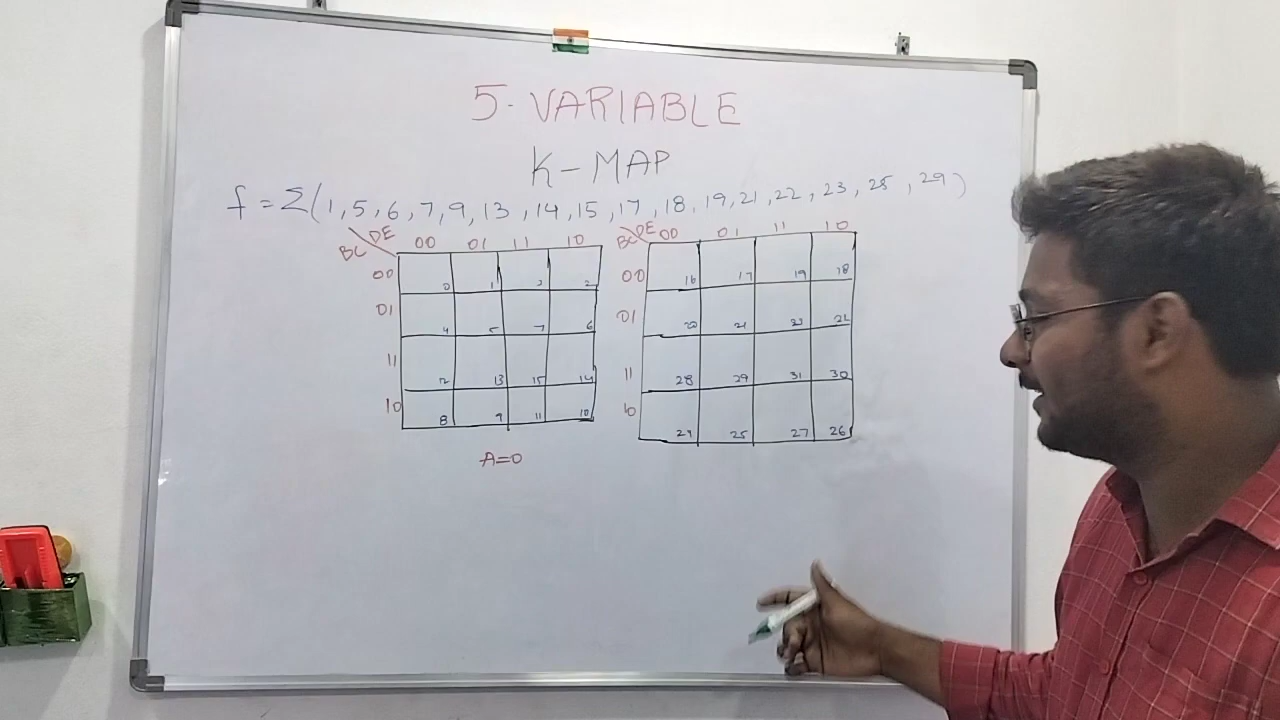 5-VARIABLE
K-MAP
f = Σ(1, 5, 6, 7, 9, 13, 14, 15, 17, 18, 19, 21, 22, 23, 25, 29)
BC DE 00 01 11 10
00 0 1 3 2
01 4 5 7 6
11 12 13 15 14
10 8 9 11 10
A=0
BC DE 00 01 11 10
00 16 17 19 18
01 20 21 23 22
11 28 29 31 30
10 24 25 27 26